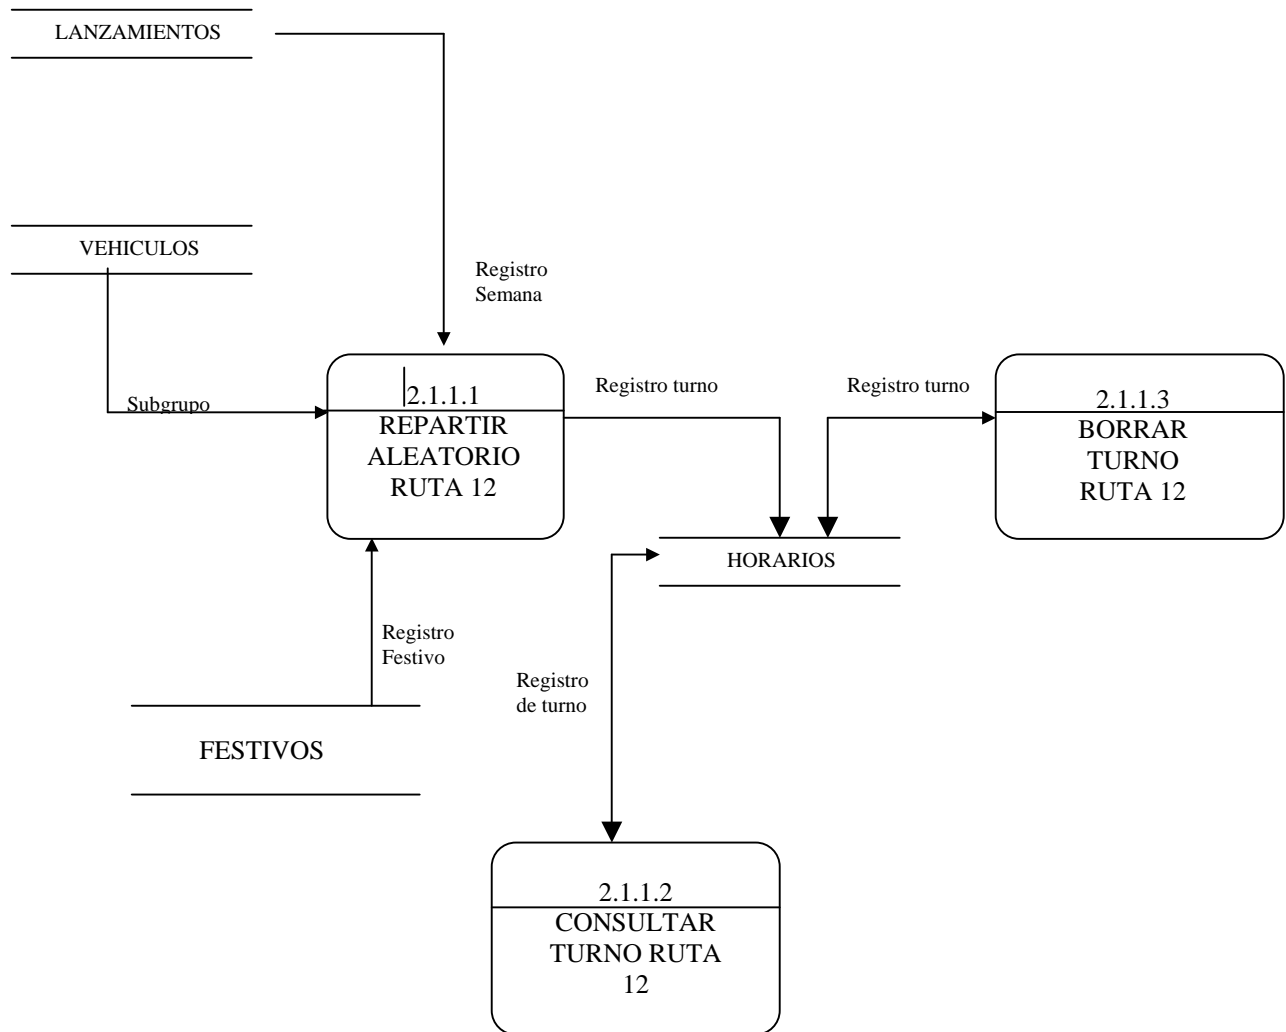 LANZAMIENTOS
VEHICULOS
Registro
Semana
Subgrupo
2.1.1.1
REPARTIR
ALEATORIO
RUTA 12
Registro turno
Registro turno
2.1.1.3
BORRAR
TURNO
RUTA 12
HORARIOS
Registro
Festivo
Registro
de turno
FESTIVOS
2.1.1.2
CONSULTAR
TURNO RUTA
12